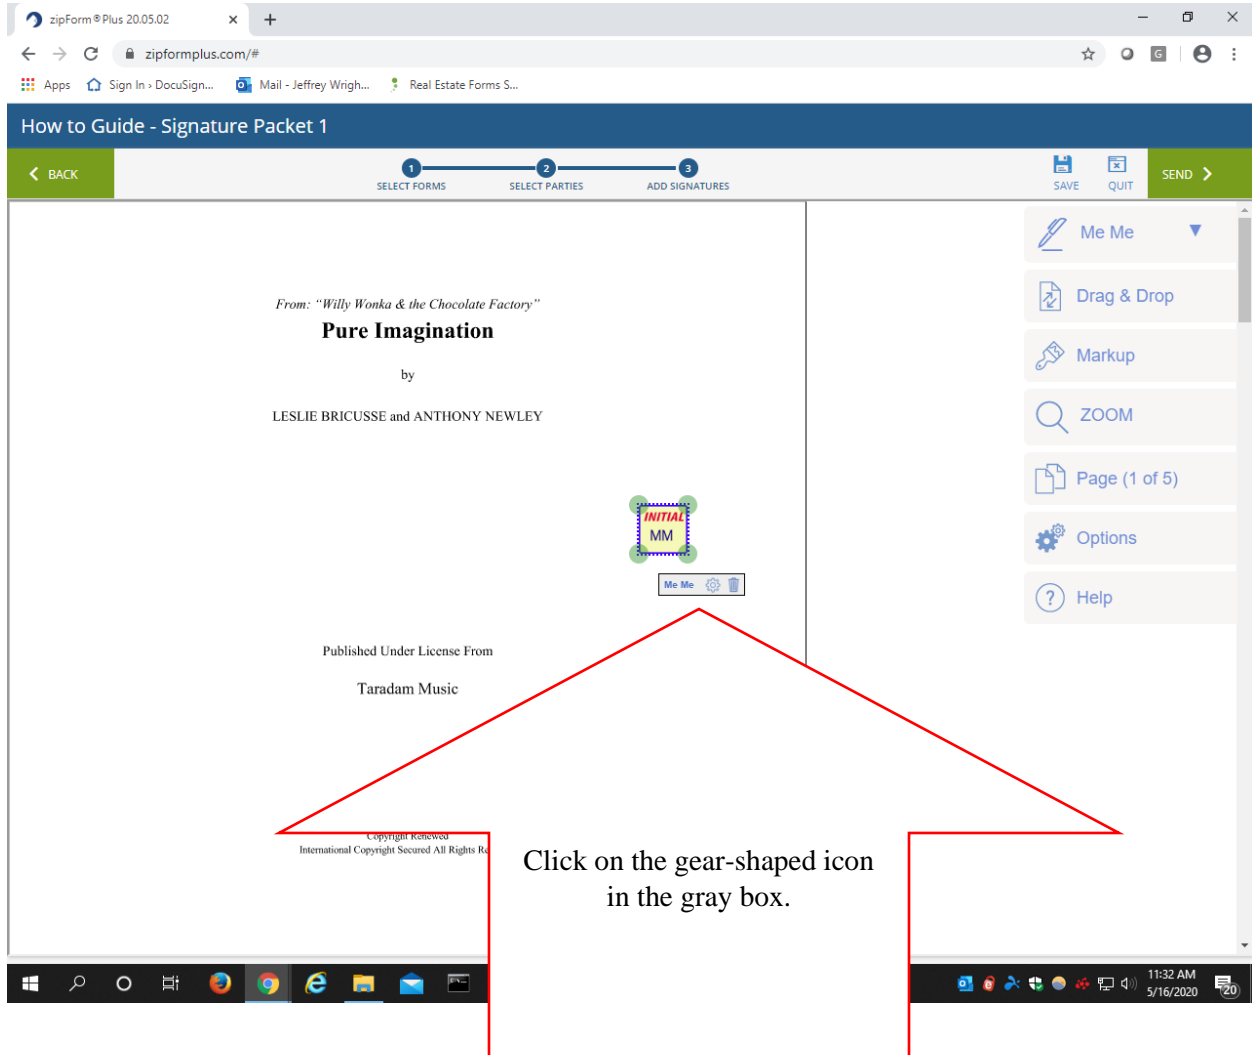 zipForm®Plus 20.05.02
zipformplus.com/#
G
Apps Sign In › DocuSign... Mail - Jeffrey Wrigh... Real Estate Forms S...
How to Guide - Signature Packet 1
BACK
1 2 3
SELECT FORMS SELECT PARTIES ADD SIGNATURES
SAVE QUIT SEND
Me Me
Drag & Drop
Markup
ZOOM
Page (1 of 5)
Options
? Help
From: “Willy Wonka & the Chocolate Factory”
Pure Imagination
by
LESLIE BRICUSSE and ANTHONY NEWLEY
INITIAL
MM
Me Me
Published Under License From
Taradam Music
Copyright Renewed
International Copyright Secured All Rights Re
Click on the gear-shaped icon
in the gray box.
11:32 AM
5/16/2020
20